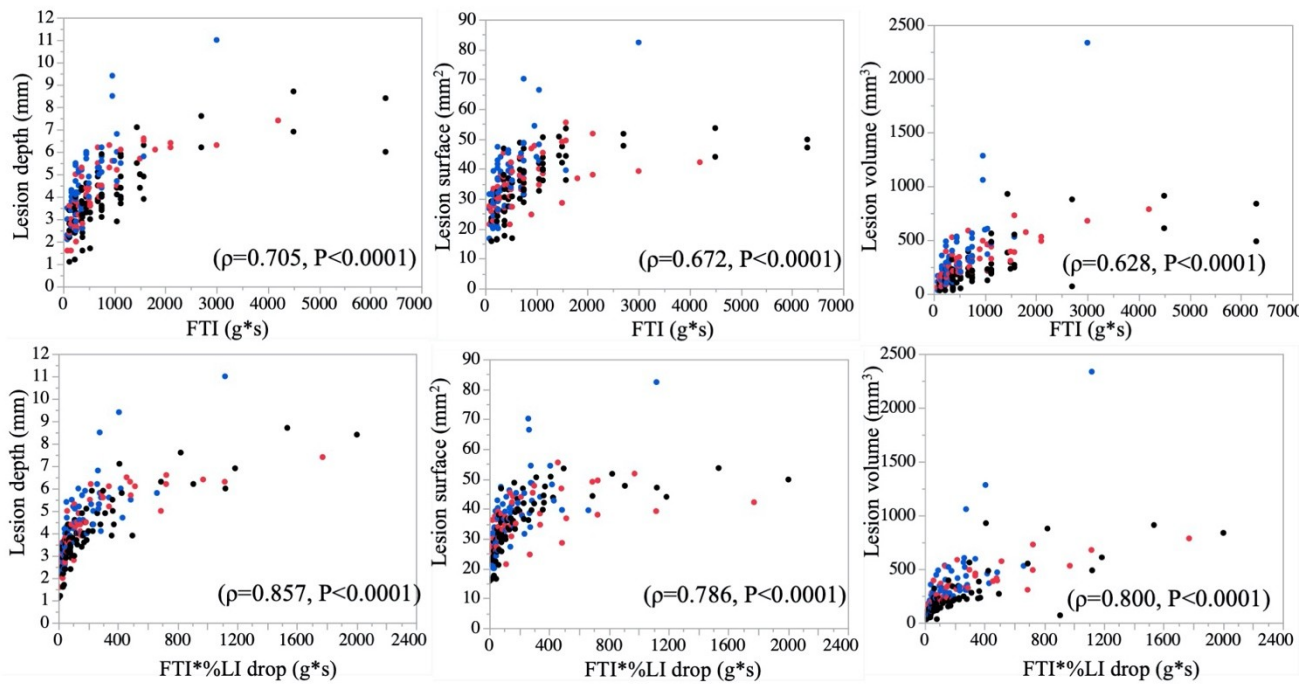 Lesion depth (mm)
12
11
10
9
8
7
6
5
4
3
2
1
0
(ρ=0.705, P<0.0001)
0 1000 2000 3000 4000 5000 6000 7000
FTI (g*s)
Lesion surface (mm²)
90
80
70
60
50
40
30
20
10
0
(ρ=0.672, P<0.0001)
0 1000 2000 3000 4000 5000 6000 7000
FTI (g*s)
Lesion volume (mm³)
2500
2000
1500
1000
500
0
(ρ=0.628, P<0.0001)
0 1000 2000 3000 4000 5000 6000 7000
FTI (g*s)
Lesion depth (mm)
12
11
10
9
8
7
6
5
4
3
2
1
0
(ρ=0.857, P<0.0001)
0 400 800 1200 1600 2000 2400
FTI*%LI drop (g*s)
Lesion surface (mm²)
90
80
70
60
50
40
30
20
10
0
(ρ=0.786, P<0.0001)
0 400 800 1200 1600 2000 2400
FTI*%LI drop (g*s)
Lesion volume (mm³)
2500
2000
1500
1000
500
0
(ρ=0.800, P<0.0001)
0 400 800 1200 1600 2000 2400
FTI*%LI drop (g*s)